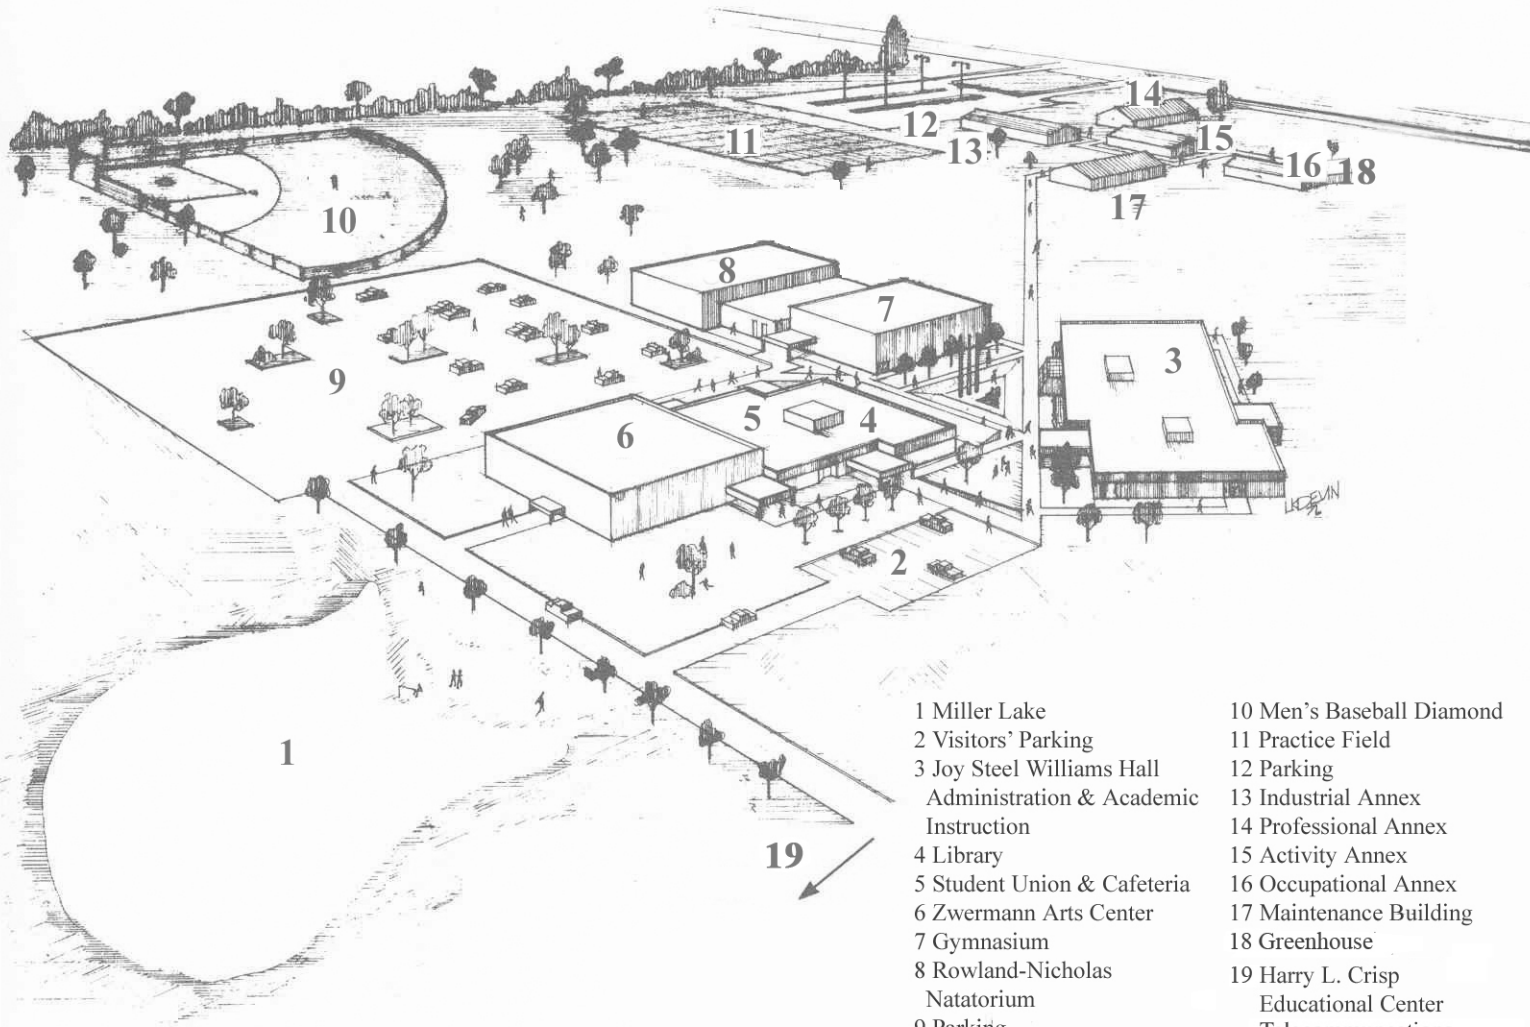 14
15
12
11
13
16
18
17
10
8
7
3
9
5
4
6
2
1
19
1 Miller Lake
2 Visitors' Parking
3 Joy Steel Williams Hall
Administration & Academic
Instruction
4 Library
5 Student Union & Cafeteria
6 Zwermann Arts Center
7 Gymnasium
8 Rowland-Nicholas
Natatorium
9 Parking
10 Men's Baseball Diamond
11 Practice Field
12 Parking
13 Industrial Annex
14 Professional Annex
15 Activity Annex
16 Occupational Annex
17 Maintenance Building
18 Greenhouse
19 Harry L. Crisp
Educational Center